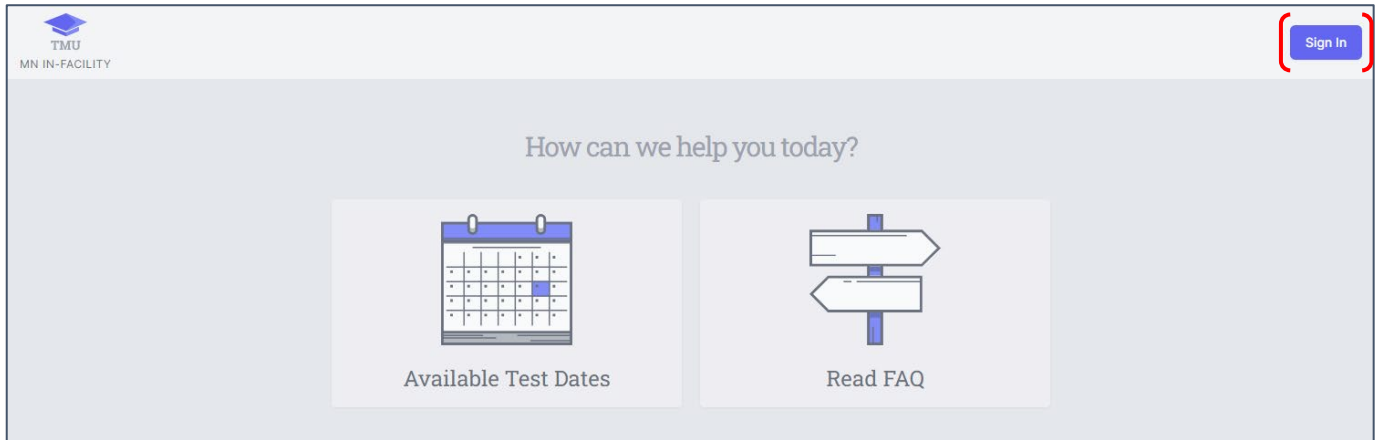 TMU
MN IN-FACILITY
Sign In
How can we help you today?
Available Test Dates
Read FAQ